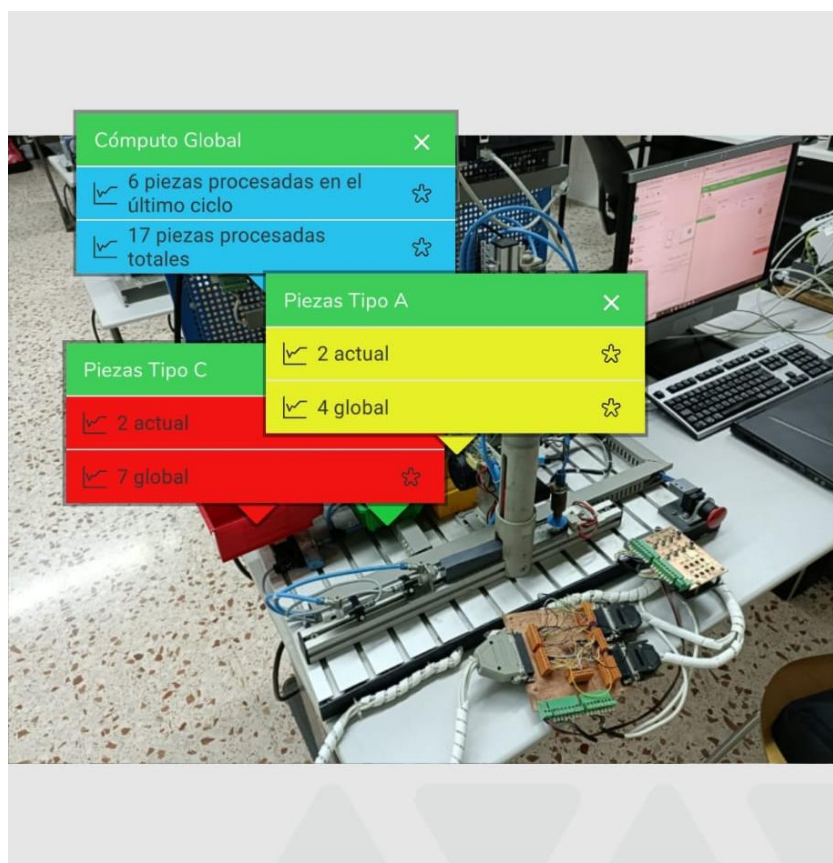 Cómputo Global
6 piezas procesadas en el
último ciclo
17 piezas procesadas
totales
Piezas Tipo A
2 actual
4 global
Piezas Tipo C
2 actual
7 global